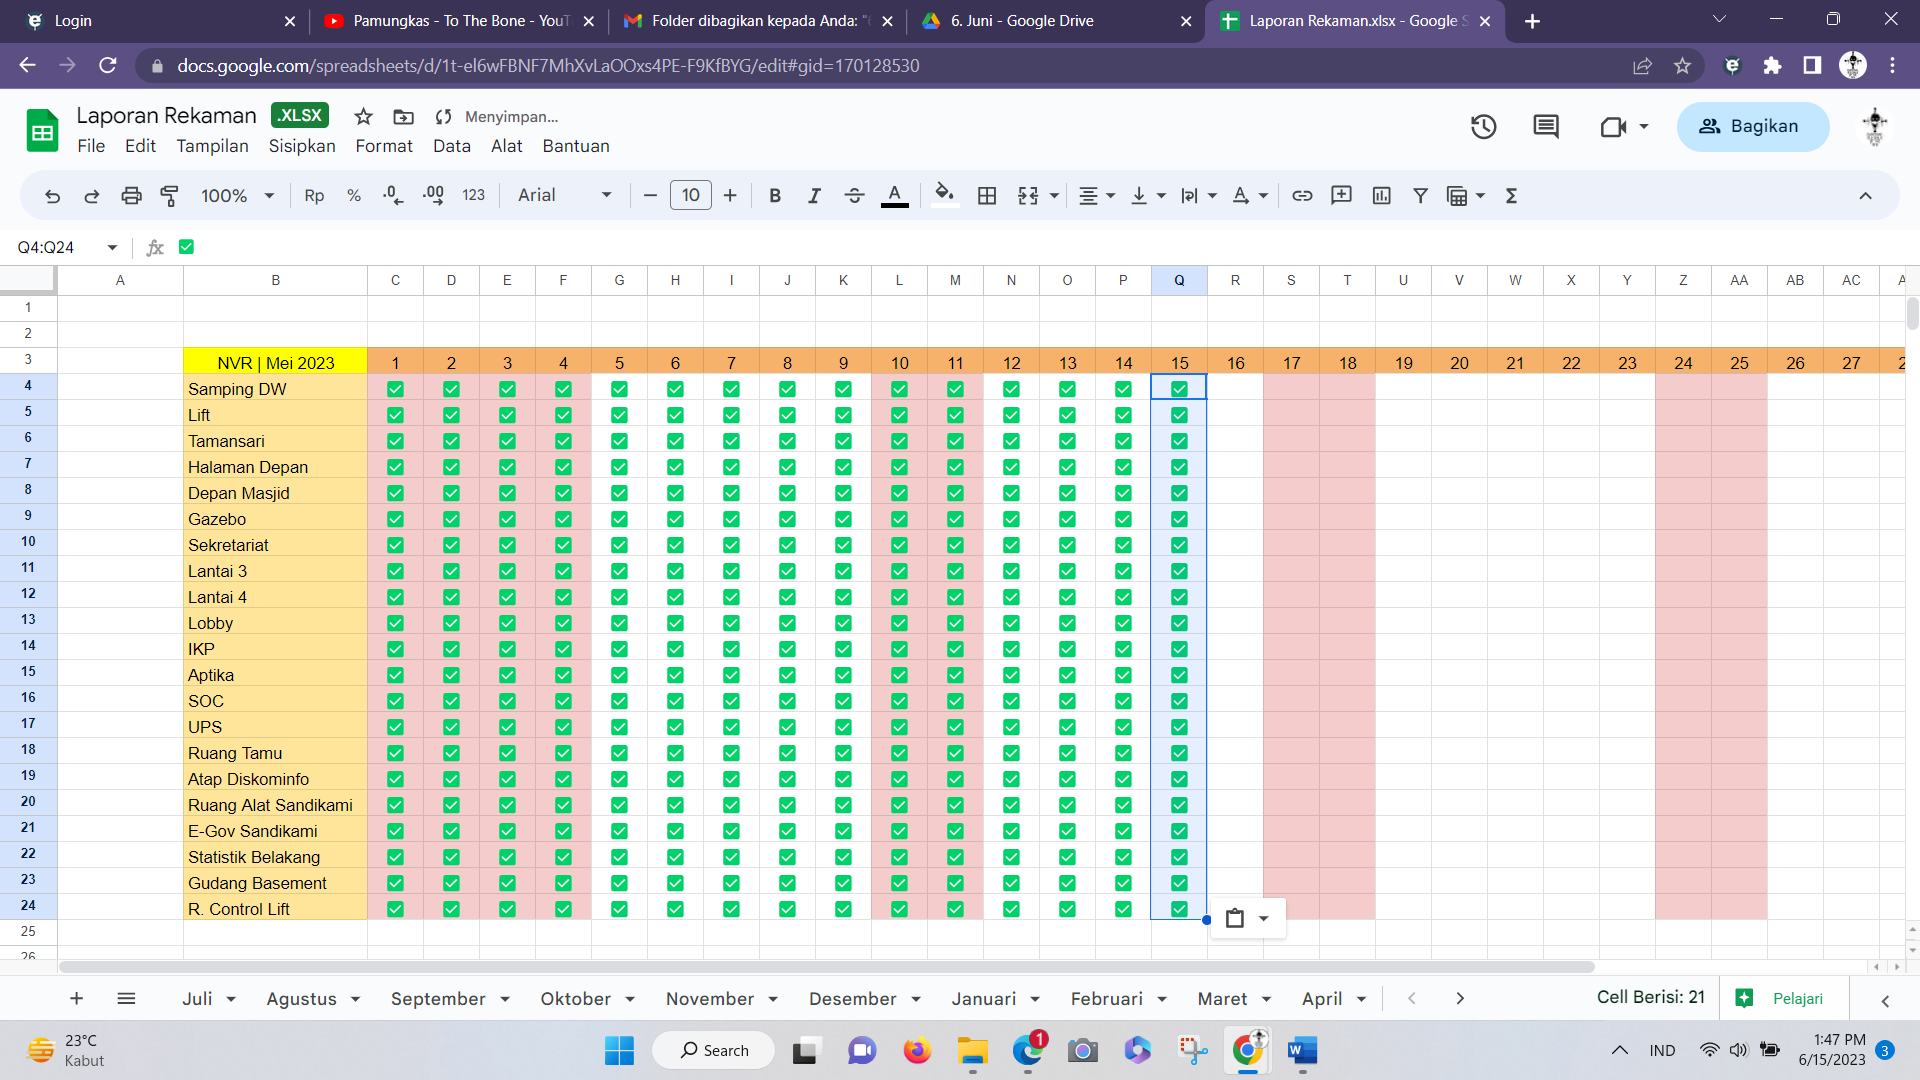 Login
Pamungkas - To The Bone - YouT
Folder dibagikan kepada Anda: "6
6. Juni - Google Drive
Laporan Rekaman.xlsx - Google S
docs.google.com/spreadsheets/d/1t-el6wFBNF7MhXvLaOOxs4PE-F9KfBYG/edit#gid=170128530
Laporan Rekaman .XLSX Menyimpan...
File Edit Tampilan Sisipkan Format Data Alat Bantuan
Bagikan
100% Rp % .0 .00 123 Arial 10 B I S A Σ
Q4:Q24 fx ✅
A B C D E F G H I J K L M N O P Q R S T U V W X Y Z AA AB AC A
1
2
3 NVR | Mei 2023 1 2 3 4 5 6 7 8 9 10 11 12 13 14 15 16 17 18 19 20 21 22 23 24 25 26 27 2
4 Samping DW
5 Lift
6 Tamansari
7 Halaman Depan
8 Depan Masjid
9 Gazebo
10 Sekretariat
11 Lantai 3
12 Lantai 4
13 Lobby
14 IKP
15 Aptika
16 SOC
17 UPS
18 Ruang Tamu
19 Atap Diskominfo
20 Ruang Alat Sandikami
21 E-Gov Sandikami
22 Statistik Belakang
23 Gudang Basement
24 R. Control Lift
25
26
Juli Agustus September Oktober November Desember Januari Februari Maret April Cell Berisi: 21 Pelajari
23°C
Kabut
Search
1
W
IND
1:47 PM
6/15/2023
3